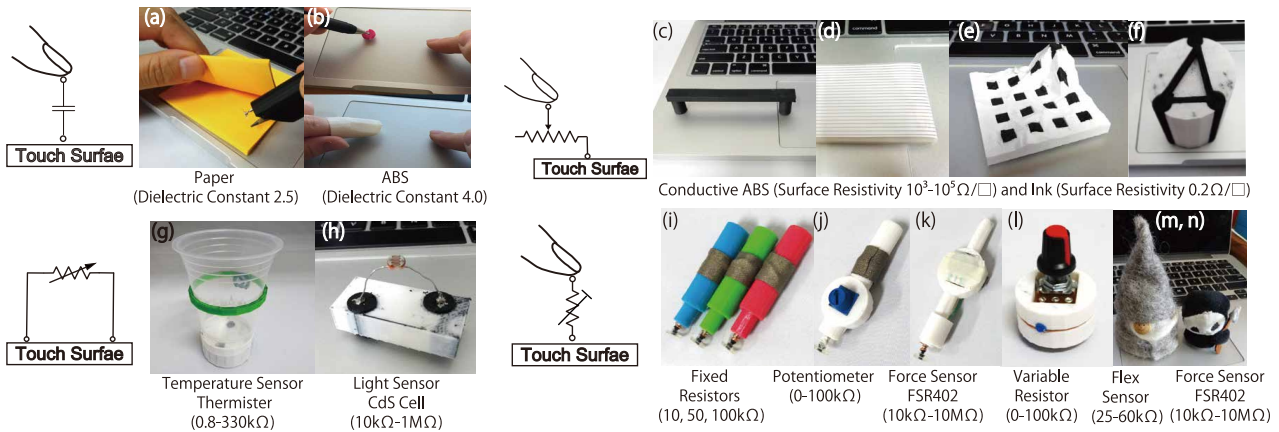 (a)
(b)
Touch Surfae
Paper
(Dielectric Constant 2.5)
ABS
(Dielectric Constant 4.0)
Touch Surfae
(c)
(d)
(e)
(f)
command
Conductive ABS (Surface Resistivity 10³-10⁵Ω/□) and Ink (Surface Resistivity 0.2Ω/□)
Touch Surfae
(g)
(h)
Temperature Sensor
Thermister
(0.8-330kΩ)
Light Sensor
CdS Cell
(10kΩ-1MΩ)
Touch Surfae
(i)
(j)
(k)
(l)
(m, n)
Fixed
Resistors
(10, 50, 100kΩ)
Potentiometer
(0-100kΩ)
Force Sensor
FSR402
(10kΩ-10MΩ)
Variable
Resistor
(0-100kΩ)
Flex
Sensor
(25-60kΩ)
Force Sensor
FSR402
(10kΩ-10MΩ)